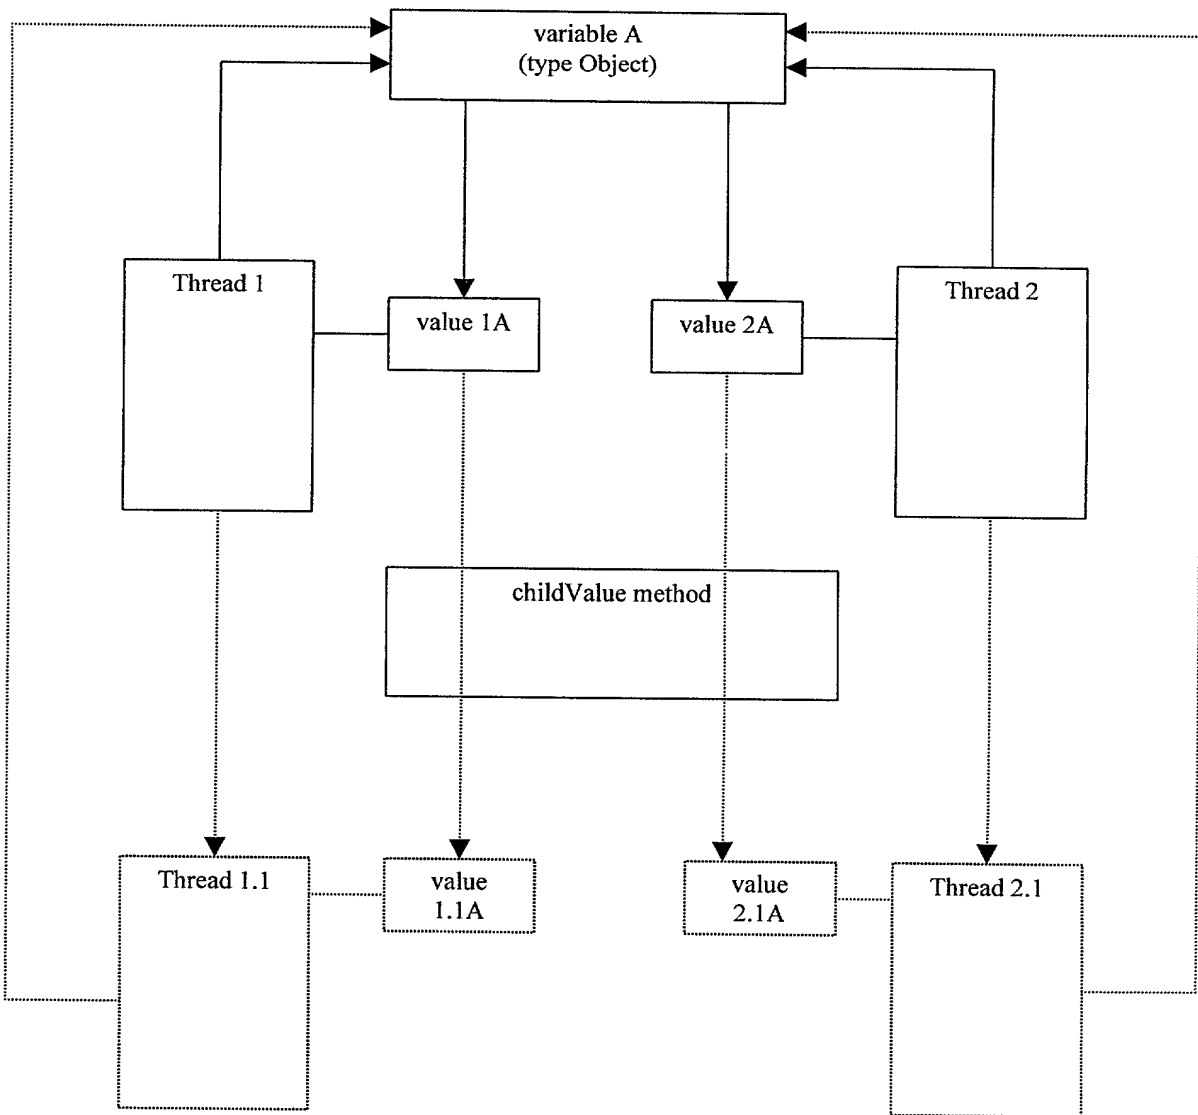 variable A
(type Object)
Thread 1
value 1A
value 2A
Thread 2
childValue method
Thread 1.1
value
1.1A
value
2.1A
Thread 2.1